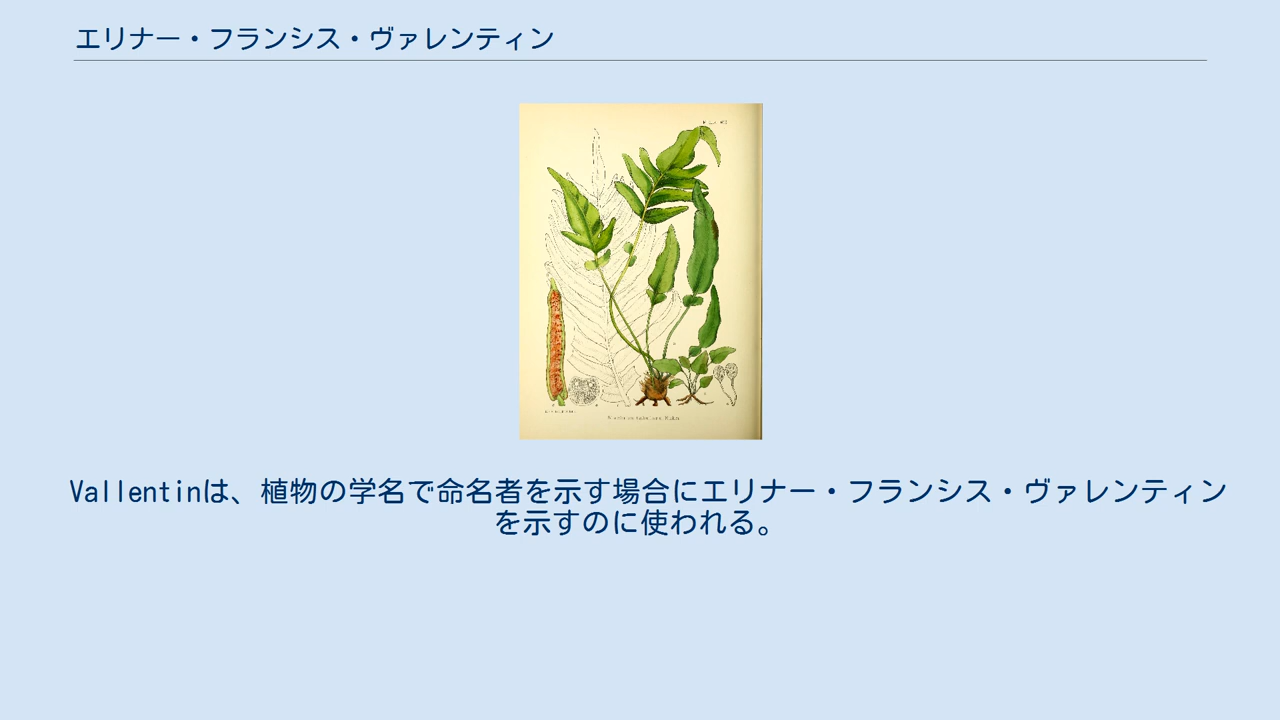 エリナー・フランシス・ヴァレンティン
Vallentinは、植物の学名で命名者を示す場合にエリナー・フランシス・ヴァレンティン
を示すのに使われる。